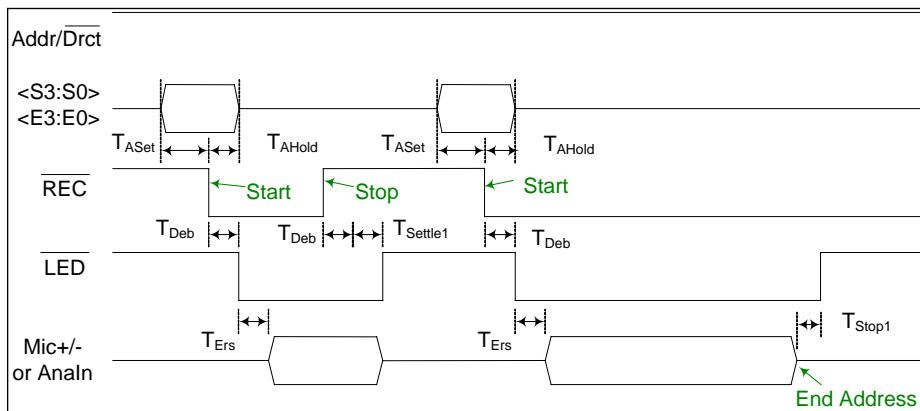 Addr/Drct
<S3:S0>
<E3:E0>
TASet TAHold TASet TAHold
REC Start Stop Start
TDeb TDeb TSettle1 TDeb
LED
TErs TErs TStop1
Mic+/-
or AnaIn
End Address